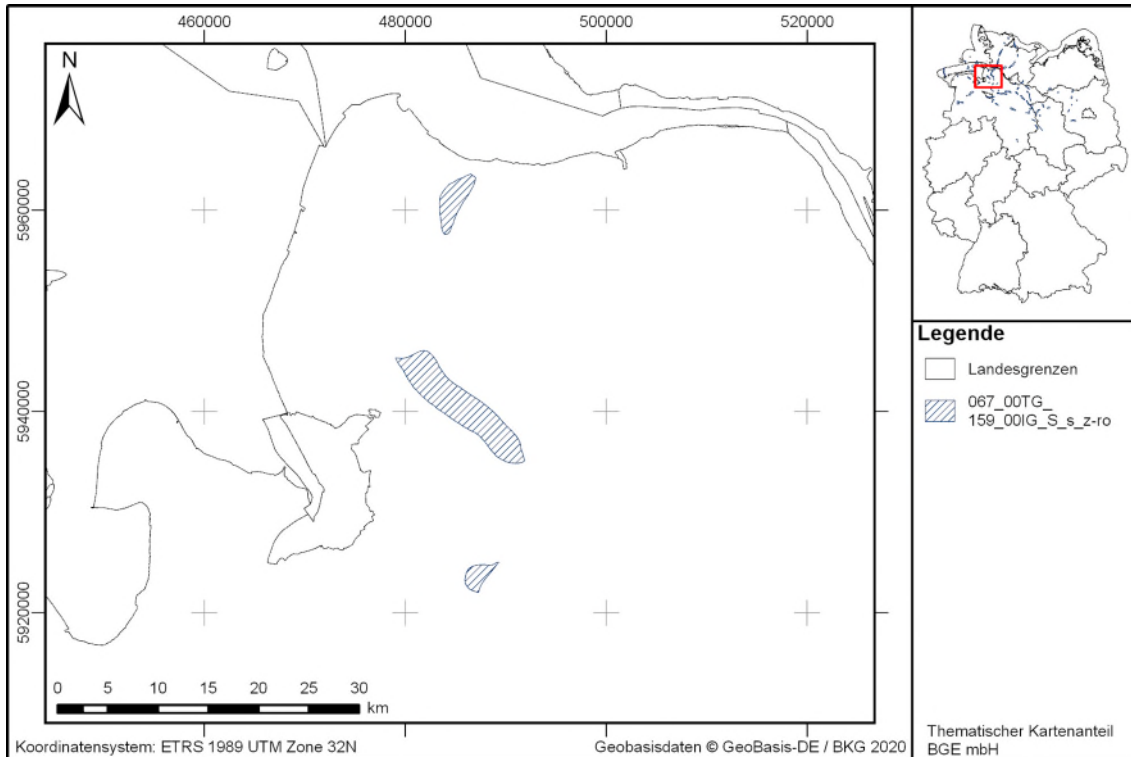 460000 480000 500000 520000
N
5960000
5940000
5920000
0 5 10 15 20 25 30
km
Koordinatensystem: ETRS 1989 UTM Zone 32N
Geobasisdaten © GeoBasis-DE / BKG 2020
Legende
Landesgrenzen
067_00TG_
159_00IG_S_s_z-ro
Thematischer Kartenanteil
BGE mbH